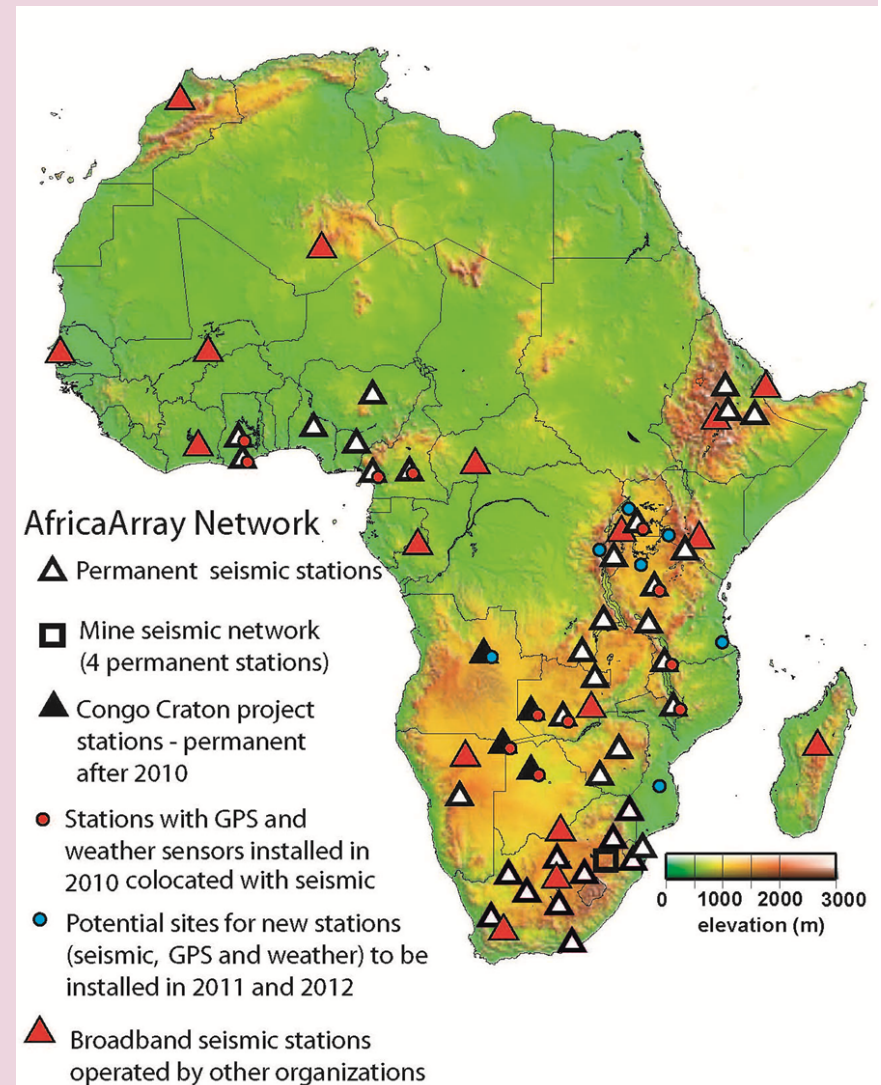 AfricaArray Network
Permanent seismic stations
Mine seismic network
(4 permanent stations)
Congo Craton project
stations - permanent
after 2010
Stations with GPS and
weather sensors installed in
2010 colocated with seismic
Potential sites for new stations
(seismic, GPS and weather) to be
installed in 2011 and 2012
Broadband seismic stations
operated by other organizations
0 1000 2000 3000
elevation (m)